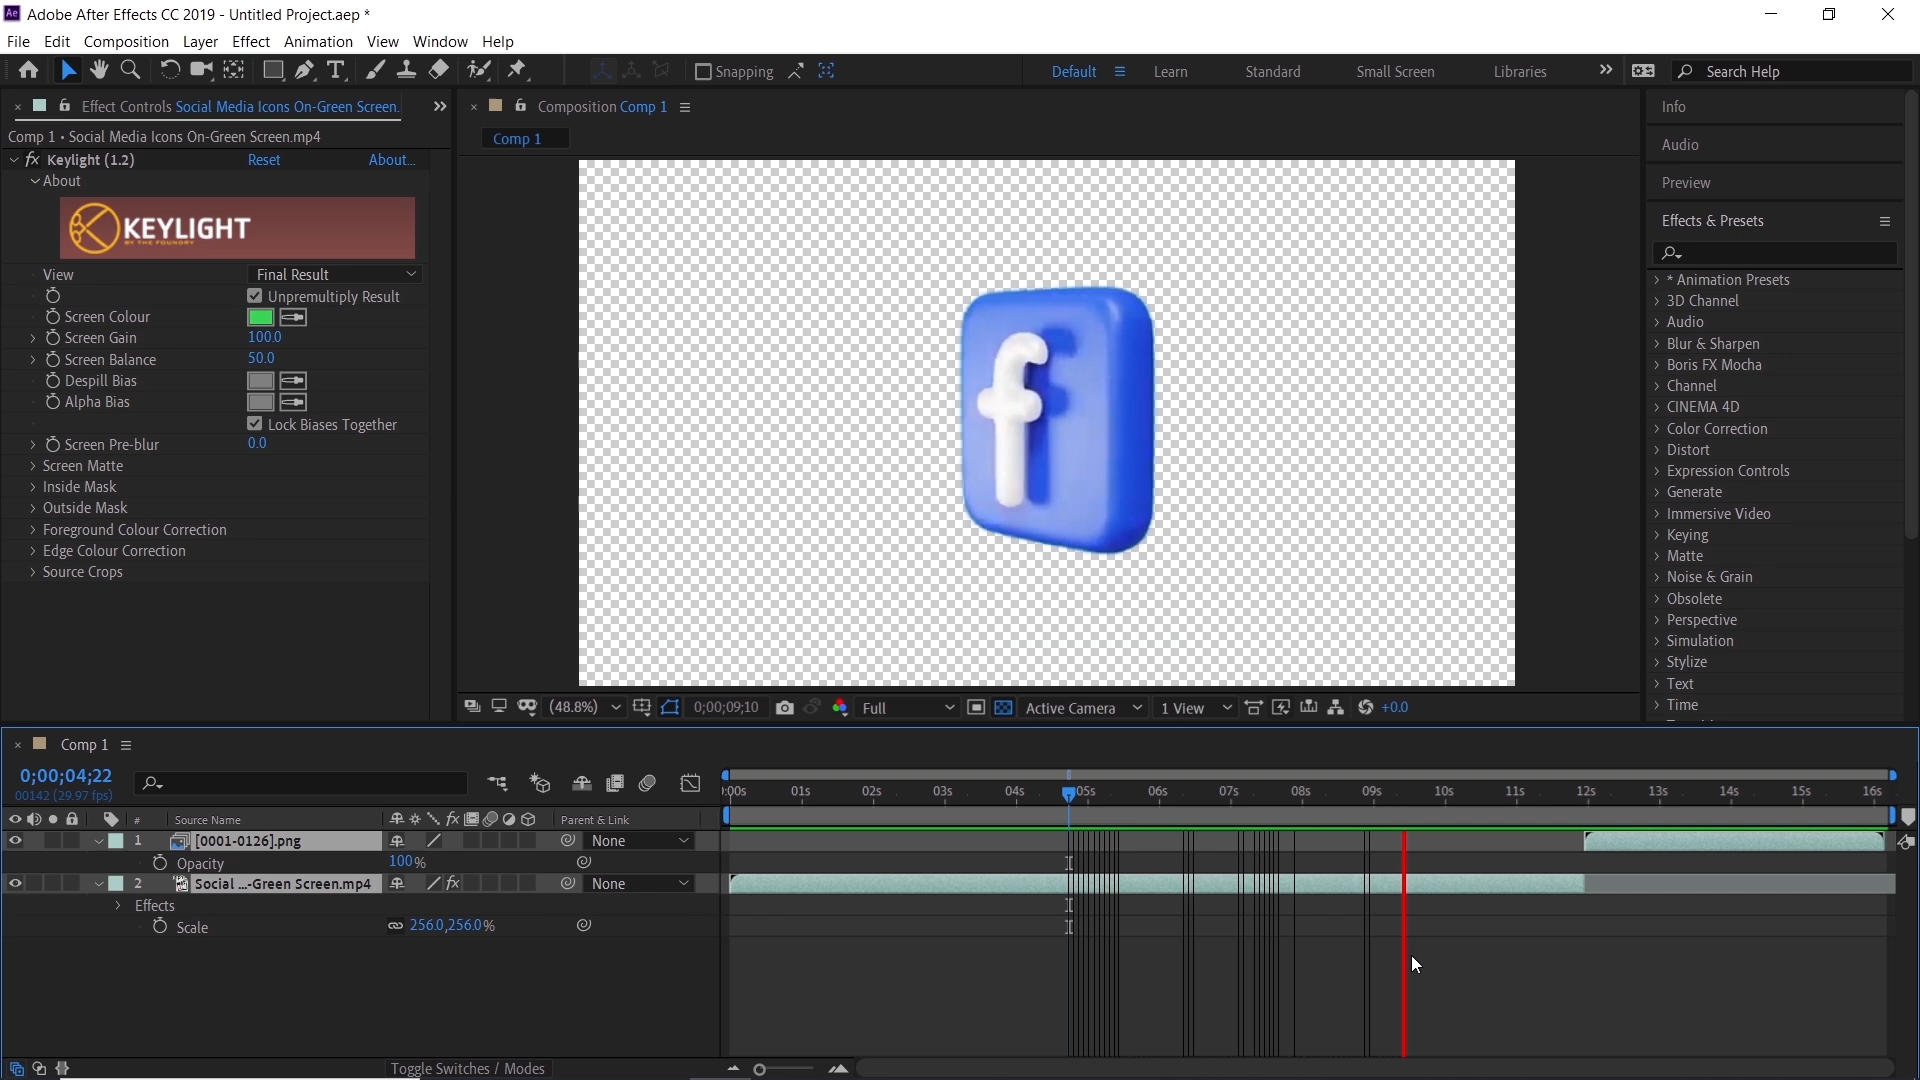 Ae Adobe After Effects CC 2019 - Untitled Project.aep *
File Edit Composition Layer Effect Animation View Window Help
Snapping
Default Learn Standard Small Screen Libraries
Search Help
Effect Controls Social Media Icons On-Green Screen.
Comp 1 • Social Media Icons On-Green Screen.mp4
fx Keylight (1.2) Reset About...
About
KEYLIGHT
BY THE FOUNDRY
View Final Result
Unpremultiply Result
Screen Colour
Screen Gain 100.0
Screen Balance 50.0
Despill Bias
Alpha Bias
Lock Biases Together
Screen Pre-blur 0.0
Screen Matte
Inside Mask
Outside Mask
Foreground Colour Correction
Edge Colour Correction
Source Crops
Composition Comp 1
Comp 1
f
(48.8%) 0;00;09;10 Full Active Camera 1 View +0.0
Info
Audio
Preview
Effects & Presets
* Animation Presets
3D Channel
Audio
Blur & Sharpen
Boris FX Mocha
Channel
CINEMA 4D
Color Correction
Distort
Expression Controls
Generate
Immersive Video
Keying
Matte
Noise & Grain
Obsolete
Perspective
Simulation
Stylize
Text
Time
Comp 1
0;00;04;22
00142 (29.97 fps)
):00s 01s 02s 03s 04s 05s 06s 07s 08s 09s 10s 11s 12s 13s 14s 15s 16s
# Source Name fx Parent & Link
1 [0001-0126].png None
Opacity 100%
2 Social ...-Green Screen.mp4 fx None
Effects
Scale 256.0,256.0%
Toggle Switches / Modes